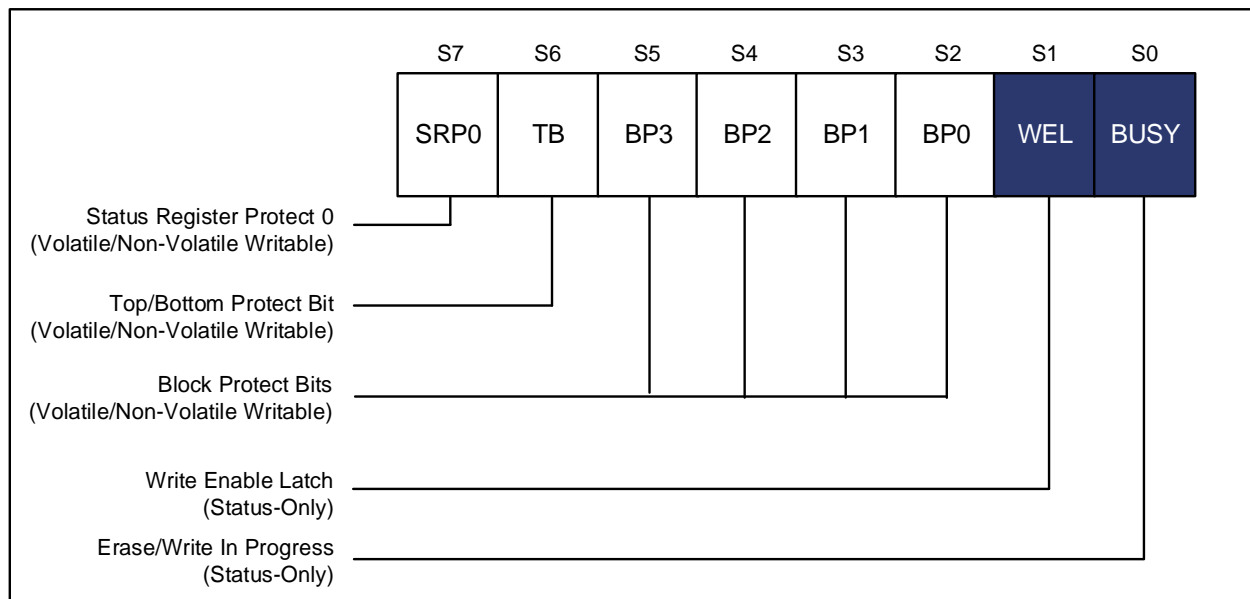 S7 S6 S5 S4 S3 S2 S1 S0
SRP0 TB BP3 BP2 BP1 BP0 WEL BUSY
Status Register Protect 0
(Volatile/Non-Volatile Writable)
Top/Bottom Protect Bit
(Volatile/Non-Volatile Writable)
Block Protect Bits
(Volatile/Non-Volatile Writable)
Write Enable Latch
(Status-Only)
Erase/Write In Progress
(Status-Only)